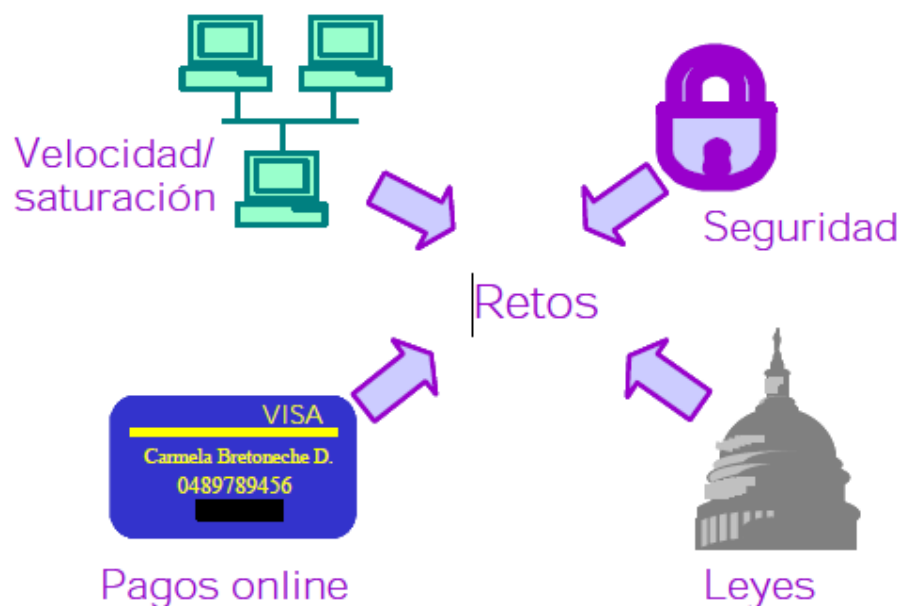 Velocidad/
saturación
Seguridad
Retos
VISA
Carmela Bretoneche D.
0489789456
Pagos online
Leyes